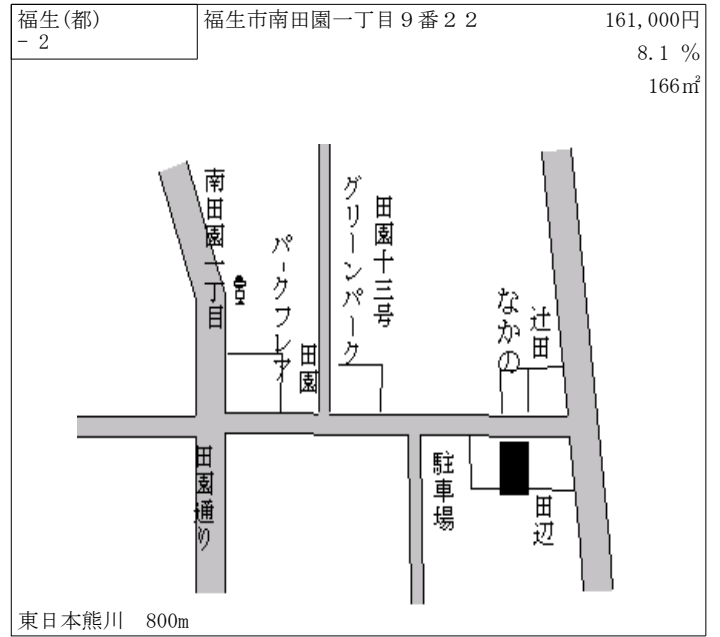 福生(都)
- 2
福生市南田園一丁目９番２２
161,000円
8.1 %
166㎡
南田園一丁目
パークフレア
田園
グリーンパーク
田園十三号
なかの
辻田
田園通り
駐車場
田辺
東日本熊川 800m